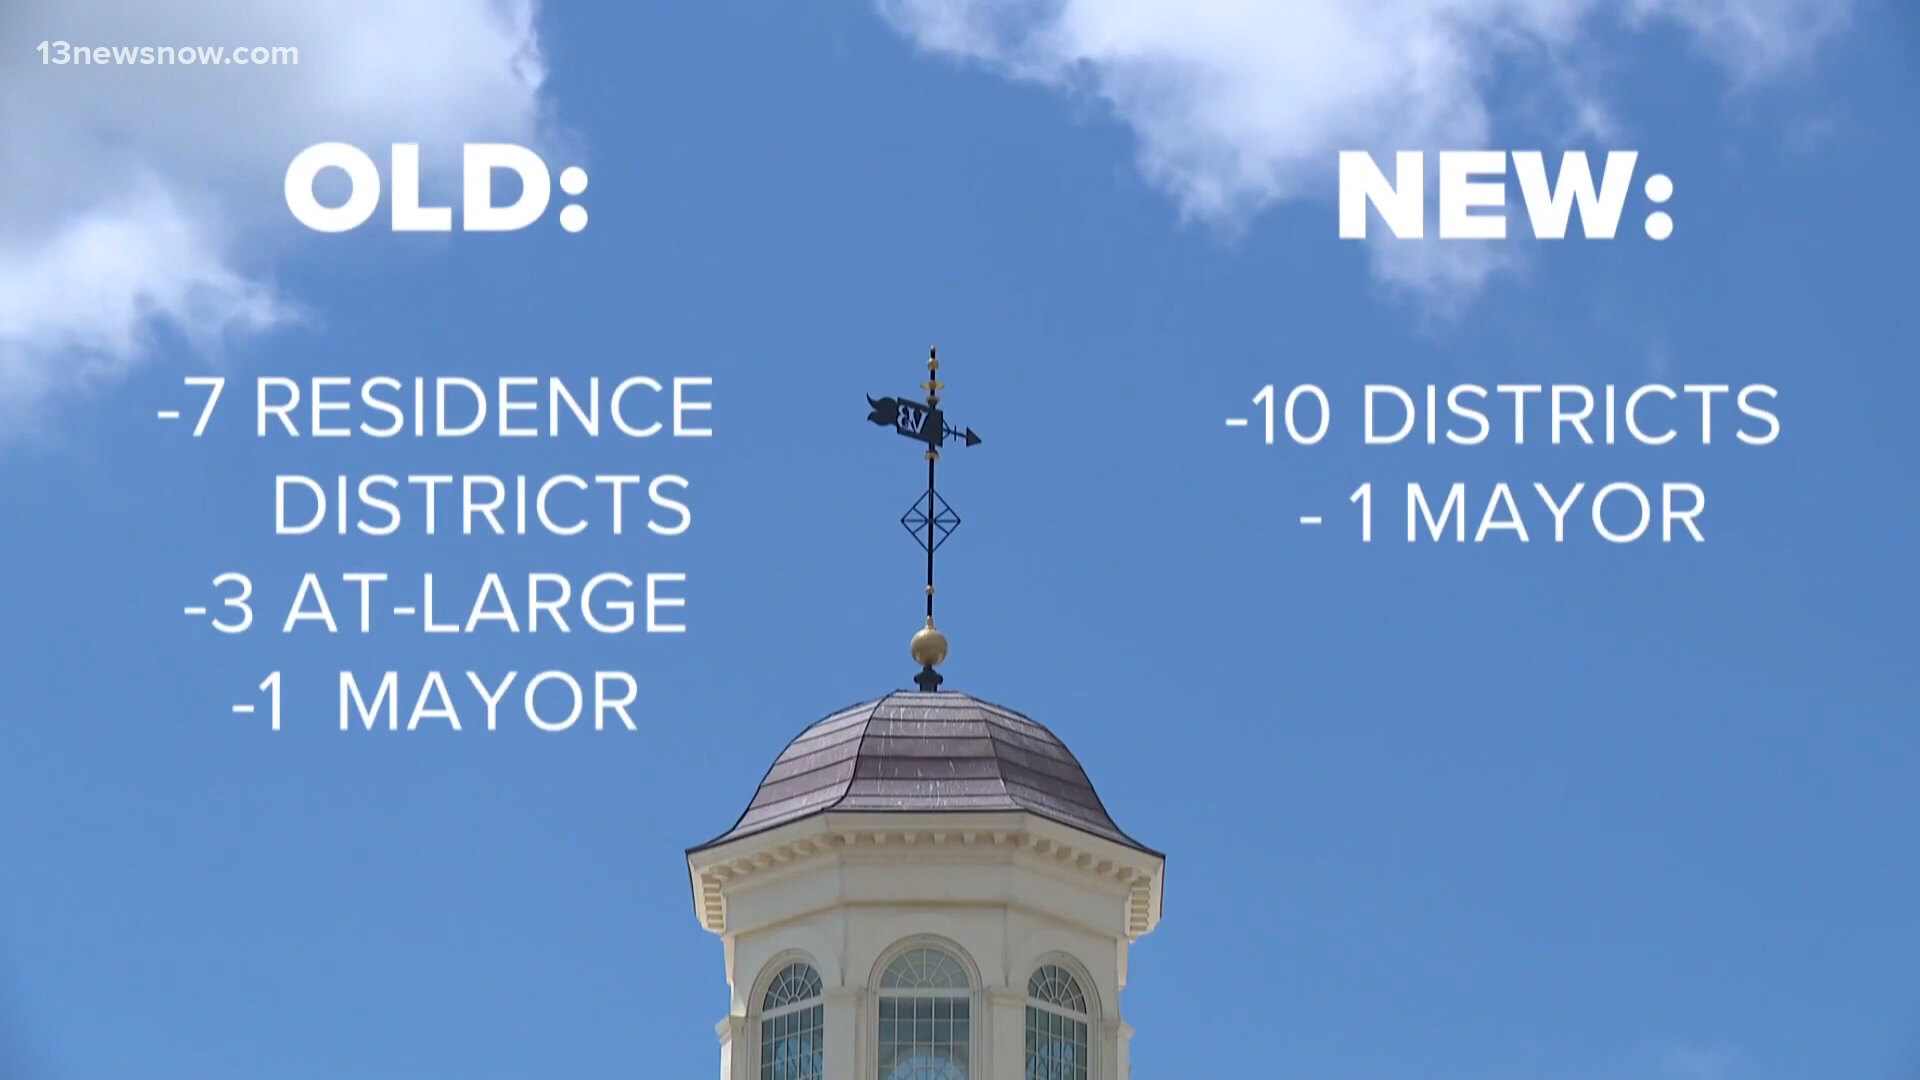 13newsnow.com
OLD:
-7 RESIDENCE
DISTRICTS
-3 AT-LARGE
-1 MAYOR
NEW:
-10 DISTRICTS
- 1 MAYOR